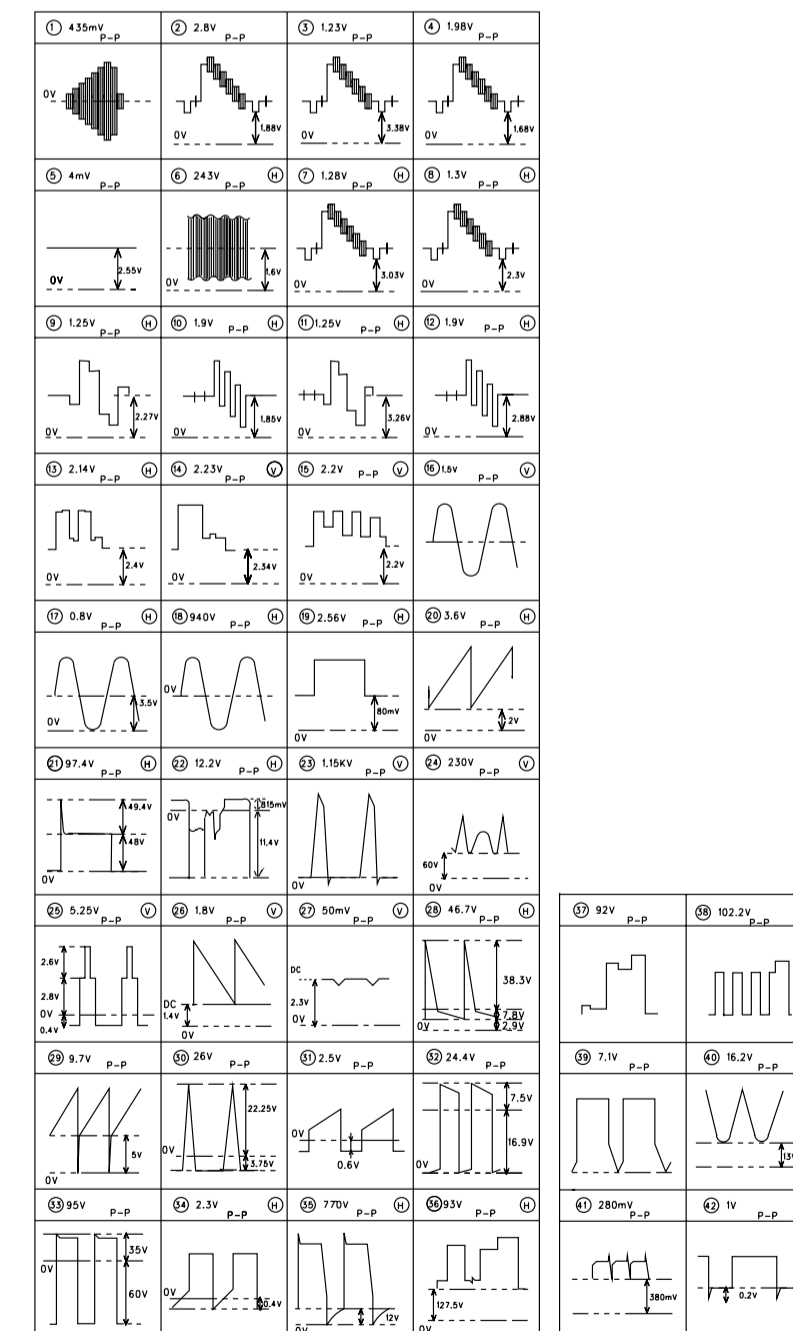 ① 435mV P-P
② 2.8V P-P
③ 1.23V P-P
④ 1.98V P-P
0V
0V 1.88V
0V 3.38V
0V 1.68V
⑤ 4mV P-P
⑥ 243V P-P Ⓗ
⑦ 1.28V P-P Ⓗ
⑧ 1.3V P-P Ⓗ
0V 2.55V
0V 1.6V
0V 3.03V
0V 2.3V
⑨ 1.25V P-P Ⓗ
⑩ 1.9V P-P Ⓗ
⑪ 1.25V P-P Ⓗ
⑫ 1.9V P-P Ⓗ
0V 2.27V
0V 1.85V
0V 3.26V
0V 2.88V
⑬ 2.14V P-P Ⓗ
⑭ 2.23V P-P Ⓥ
⑮ 2.2V P-P Ⓥ
⑯ 1.5V P-P Ⓥ
0V 2.4V
0V 2.34V
0V 2.2V
⑰ 0.8V P-P Ⓗ
⑱ 940V P-P Ⓗ
⑲ 2.56V P-P Ⓗ
⑳ 3.6V P-P Ⓗ
0V 3.5V
0V
0V 80mV
0V 2V
㉑ 97.4V P-P Ⓗ
㉒ 12.2V P-P Ⓗ
㉓ 1.15KV P-P Ⓥ
㉔ 230V P-P Ⓥ
49.4V
48V
0V
815mV
0V
11.4V
0V
60V
0V
㉕ 5.25V P-P Ⓥ
㉖ 1.8V P-P Ⓥ
㉗ 50mV P-P Ⓥ
㉘ 46.7V P-P Ⓗ
㊲ 92V P-P
㊳ 102.2V P-P
2.6V
2.8V
0V
0.4V
DC
1.4V
0V
DC
2.3V
0V
38.3V
7.8V
0V 2.9V
㉙ 9.7V P-P
㉚ 26V P-P
㉛ 2.5V P-P
㉜ 24.4V P-P
㊴ 7.1V P-P
㊵ 16.2V P-P
5V
0V
22.25V
0V
3.75V
0V
0.6V
7.5V
16.9V
0V
13V
㉝ 95V P-P
㉞ 2.3V P-P Ⓗ
㉟ 770V P-P Ⓗ
㊱ 93V P-P Ⓗ
㊶ 280mV P-P
㊷ 1V P-P
35V
0V
60V
0V
0.4V
12V
0V
127.5V
0V
380mV
0.2V